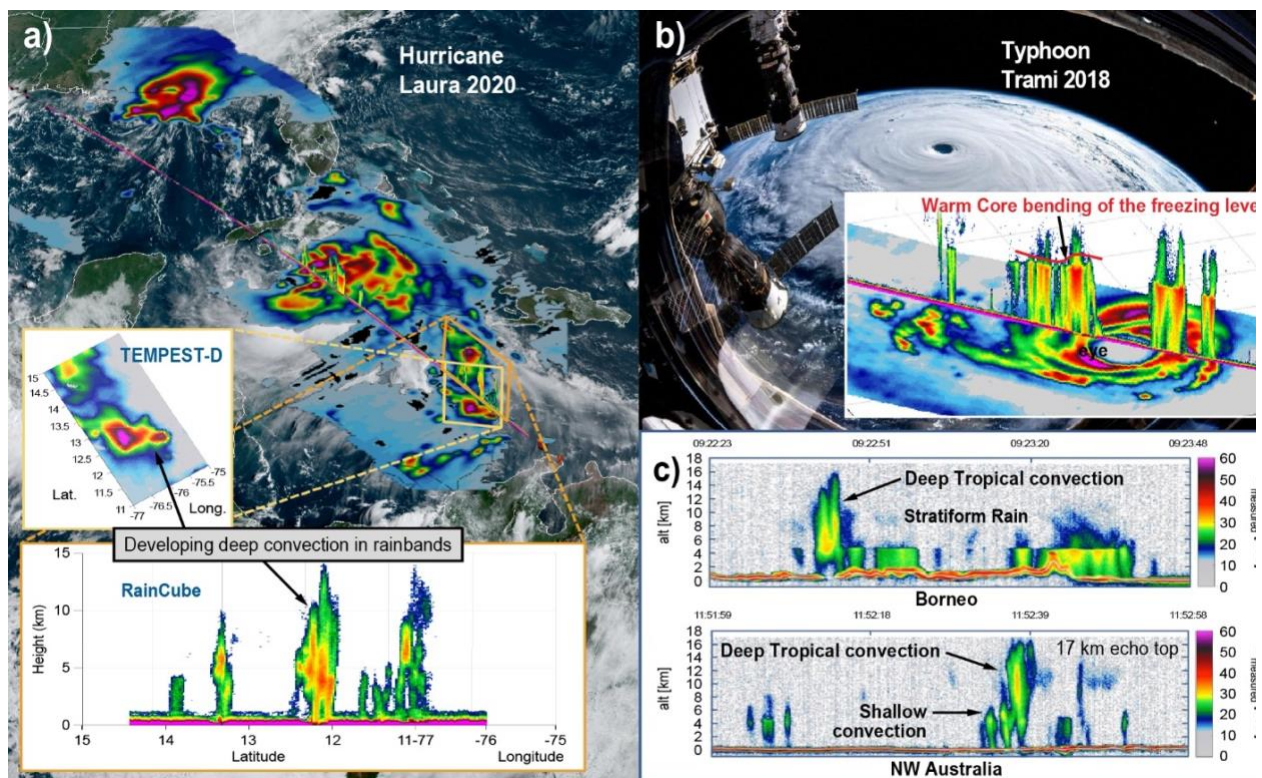 a)
Hurricane
Laura 2020
TEMPEST-D
15
14.5
14
13.5
13
12.5
12
11.5
11
-77
-76.5
-76
-75.5
-75
Lat.
Long.
Developing deep convection in rainbands
RainCube
Height (km)
15
10
5
0
15
14
13
12
11-77
-76
-75
Latitude
Longitude
b)
Typhoon
Trami 2018
Warm Core bending of the freezing leve
eye
c)
09:22:23
09:22:51
09:23:20
09:23:48
alt [km]
18
16
14
12
10
8
6
4
2
0
Deep Tropical convection
Stratiform Rain
60
50
40
30
20
10
0
measured
Borneo
11:51:59
11:52:18
11:52:39
11:52:58
alt [km]
18
16
14
12
10
8
6
4
2
0
Deep Tropical convection
17 km echo top
Shallow
convection
60
50
40
30
20
10
0
measured
NW Australia